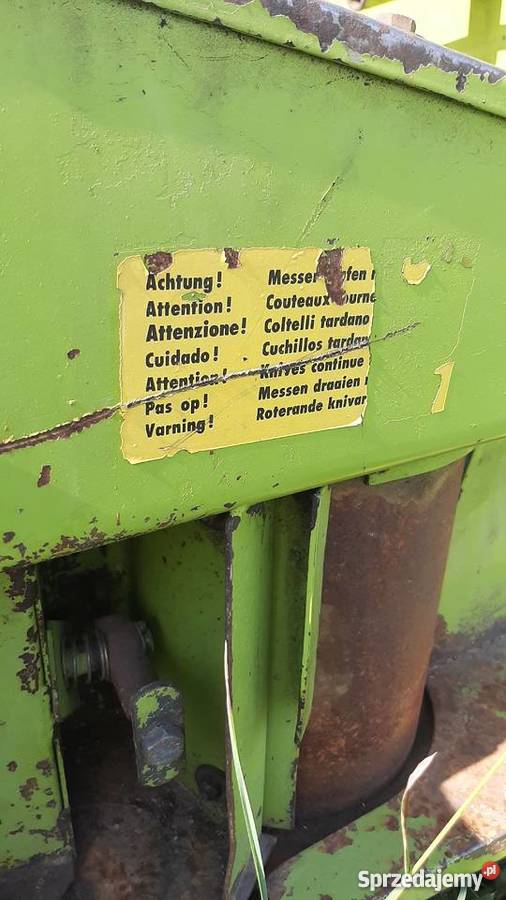 Achtung! Messer
Attention! Couteaux
Attenzione! Coltelli tardano
Cuidado! Cuchillos tardan
Attention! Knives continue
Pas op! Messen draaien
Varning! Roterande knivar
1
Sprzedajemy.pl